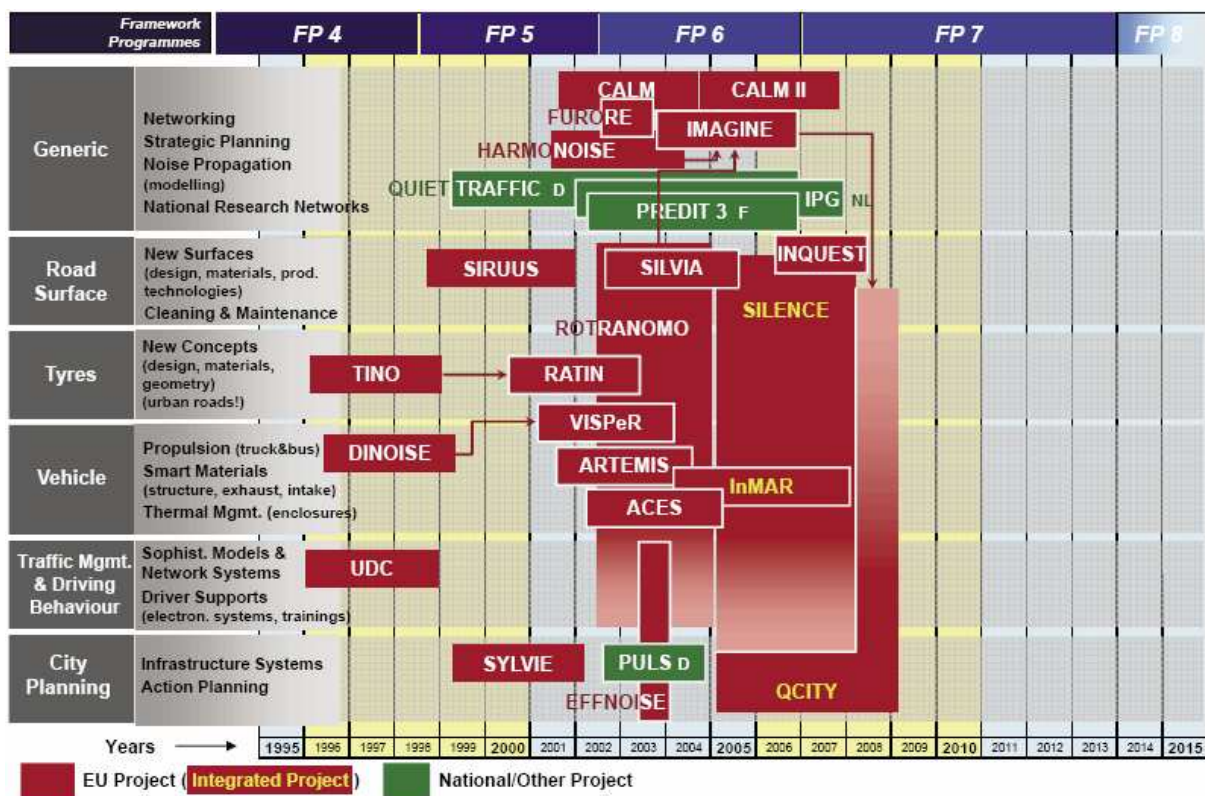 Framework
Programmes
FP 4
FP 5
FP 6
FP 7
FP 8
Generic
Networking
Strategic Planning
Noise Propagation
(modelling)
National Research Networks
CALM
CALM II
FURORE
IMAGINE
HARMONOISE
QUIET TRAFFIC D
IPG NL
PREDIT 3 F
Road
Surface
New Surfaces
(design, materials, prod.
technologies)
Cleaning & Maintenance
SIRUUS
SILVIA
INQUEST
SILENCE
ROTRANOMO
Tyres
New Concepts
(design, materials,
geometry)
(urban roads!)
TINO
RATIN
VISPeR
Vehicle
Propulsion (truck&bus)
Smart Materials
(structure, exhaust, intake)
Thermal Mgmt. (enclosures)
DINOISE
ARTEMIS
InMAR
ACES
Traffic Mgmt.
& Driving
Behaviour
Sophist. Models &
Network Systems
Driver Supports
(electron. systems, trainings)
UDC
City
Planning
Infrastructure Systems
Action Planning
SYLVIE
PULS D
EFFNOISE
QCITY
Years
1995 1996 1997 1998 1999 2000 2001 2002 2003 2004 2005 2006 2007 2008 2009 2010 2011 2012 2013 2014 2015
EU Project (Integrated Project)
National/Other Project